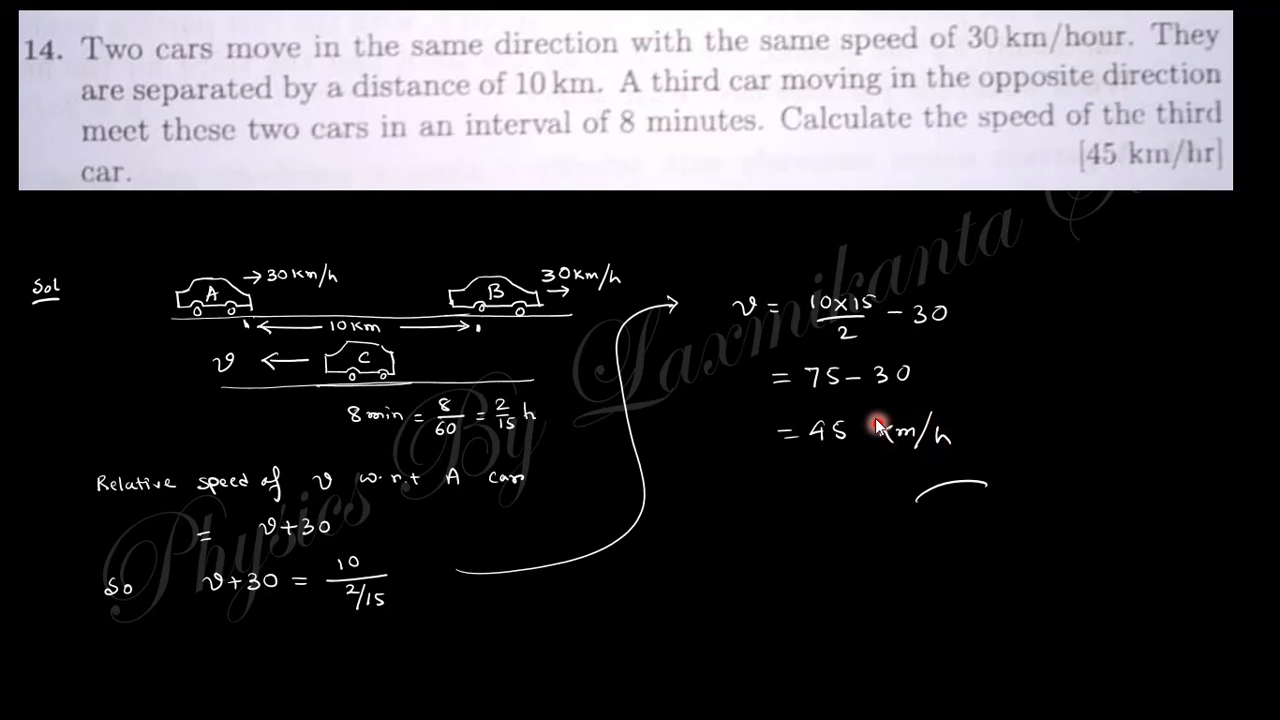 14. Two cars move in the same direction with the same speed of 30 km/hour. They
are separated by a distance of 10 km. A third car moving in the opposite direction
meet these two cars in an interval of 8 minutes. Calculate the speed of the third
car.
[45 km/hr]
Sol
A
→ 30 Km/h
B
30 Km/h
10 Km
v ← C
8 min = 8/60 = 2/15 h
Relative speed of v w.r.t A car
= v+30
So v+30 = 10/(2/15)
v = 10×15/2 - 30
= 75 - 30
= 45 Km/h
Physics By Laxmikanta